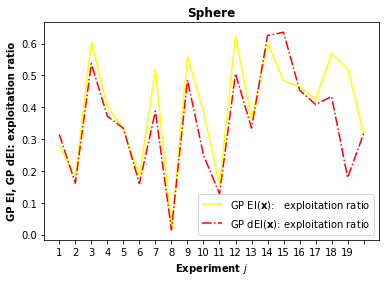 Sphere
GP EI, GP dEI: exploitation ratio
0.6
0.5
0.4
0.3
0.2
0.1
0.0
GP EI(x): exploitation ratio
GP dEI(x): exploitation ratio
1 2 3 4 5 6 7 8 9 10 11 12 13 14 15 16 17 18 19
Experiment j